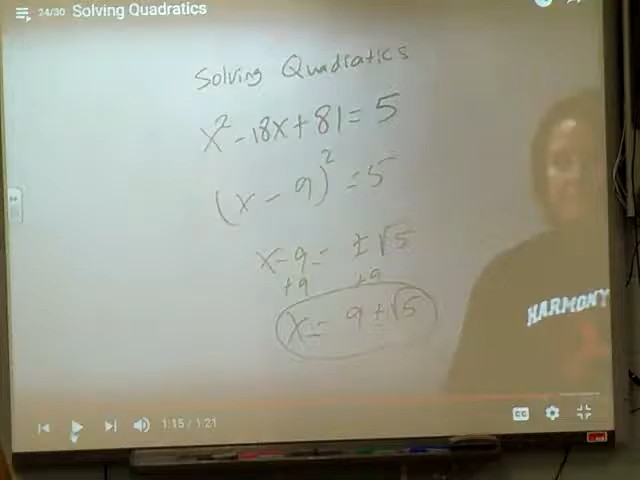 24/30 Solving Quadratics
Solving Quadratics
x² - 18x + 81 = 5
(x - 9)² = 5
x - 9 = ±√5
+9 +9
x = 9 ± √5
HARMONY
1:15 / 1:21
CC